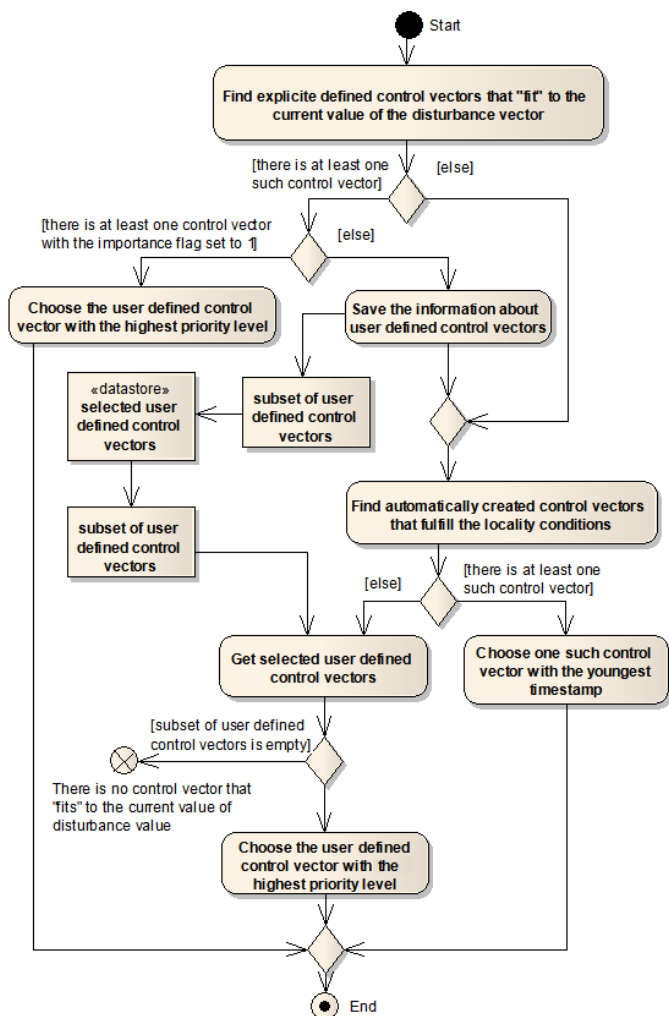 Start
Find explicite defined control vectors that "fit" to the
current value of the disturbance vector
[there is at least one
such control vector]
[else]
[there is at least one control vector
with the importance flag set to 1]
[else]
Choose the user defined control
vector with the highest priority level
Save the information about
user defined control vectors
«datastore»
selected user
defined control
vectors
subset of user
defined control
vectors
subset of user
defined control
vectors
Find automatically created control vectors
that fulfill the locality conditions
[else]
[there is at least one
such control vector]
Get selected user defined
control vectors
Choose one such control
vector with the youngest
timestamp
[subset of user defined
control vectors is empty]
There is no control vector that
"fits" to the current value of
disturbance value
Choose the user defined
control vector with the
highest priority level
End